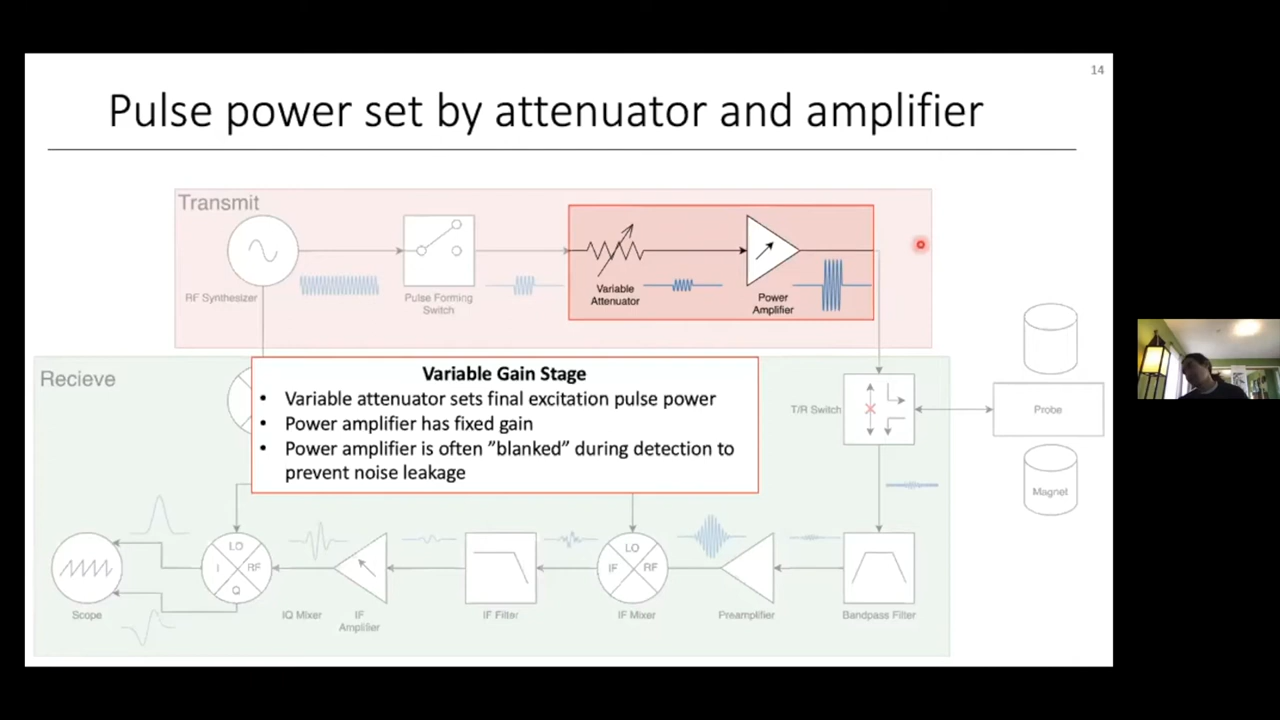 14
Pulse power set by attenuator and amplifier
Transmit
RF Synthesizer
Pulse Forming
Switch
Variable
Attenuator
Power
Amplifier
Recieve
Variable Gain Stage
• Variable attenuator sets final excitation pulse power
• Power amplifier has fixed gain
• Power amplifier is often ”blanked” during detection to
prevent noise leakage
T/R Switch
Probe
Magnet
Scope
LO
I
RF
Q
IQ Mixer
IF
Amplifier
IF Filter
LO
IF
RF
IF Mixer
Preamplifier
Bandpass Filter